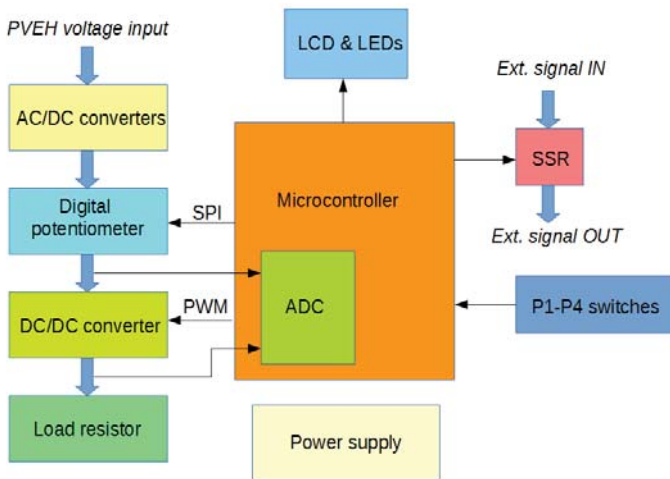 PVEH voltage input
LCD & LEDs
Ext. signal IN
AC/DC converters
SSR
Microcontroller
Digital
potentiometer
SPI
Ext. signal OUT
ADC
PWM
DC/DC converter
P1-P4 switches
Load resistor
Power supply